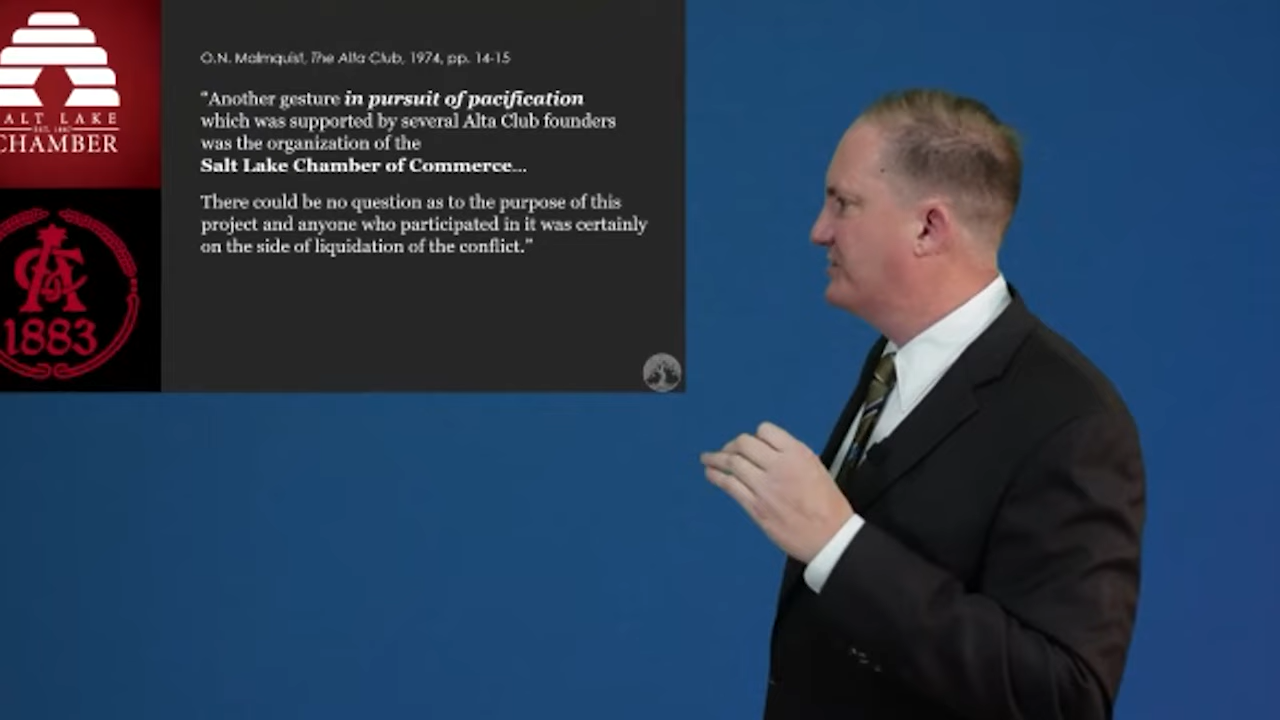 ALT LAKE
CHAMBER
1883
O.N. Malmquist, The Alta Club, 1974, pp. 14-15
“Another gesture in pursuit of pacification
which was supported by several Alta Club founders
was the organization of the
Salt Lake Chamber of Commerce...
There could be no question as to the purpose of this
project and anyone who participated in it was certainly
on the side of liquidation of the conflict.”